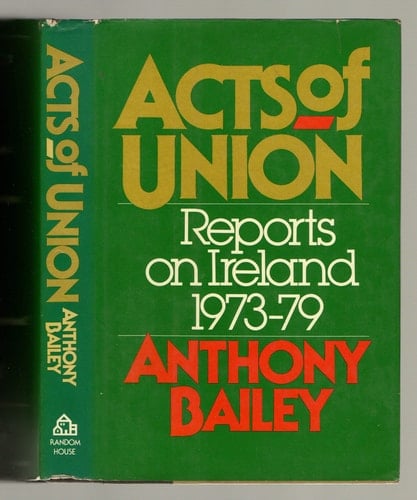 ACTS of UNION
ANTHONY
BAILEY
RANDOM
HOUSE
ACTS of
UNION
Reports
on Ireland
1973-79
ANTHONY
BAILEY